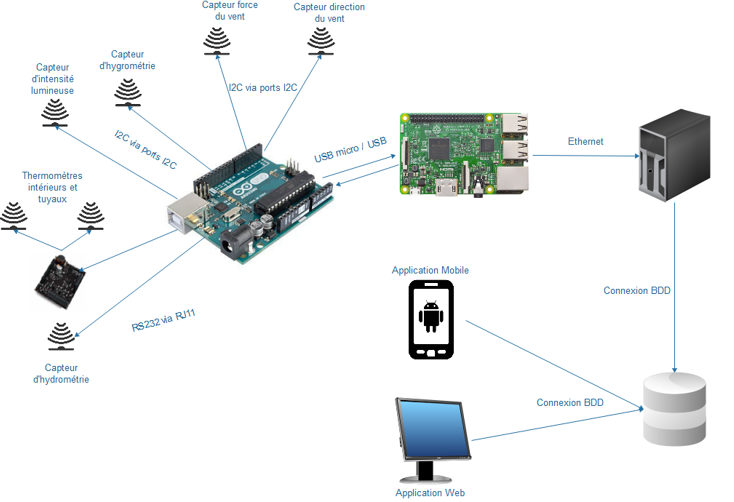 Capteur force
du vent
Capteur direction
du vent
Capteur
d'hygrométrie
Capteur
d'intensité
lumineuse
I2C via ports I2C
I2C via ports I2C
USB micro / USB
Ethernet
Thermomètres
intérieurs et
tuyaux
RS232 via RJ11
Capteur
d'hydrométrie
Application Mobile
Connexion BDD
Connexion BDD
Application Web